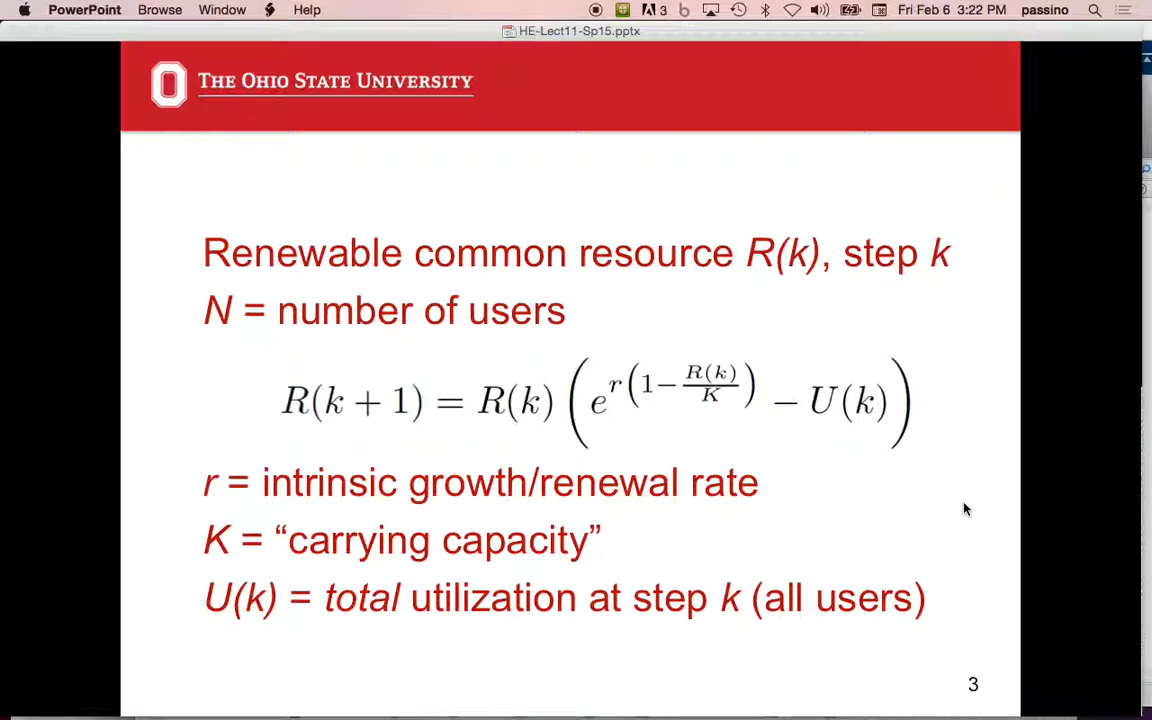 PowerPoint Browse Window Help 3 Fri Feb 6 3:22 PM passino
HE-Lect11-Sp15.pptx
THE OHIO STATE UNIVERSITY
Renewable common resource R(k), step k
N = number of users
R(k + 1) = R(k) ( e^{r(1 − R(k)/K)} − U(k) )
r = intrinsic growth/renewal rate
K = “carrying capacity”
U(k) = total utilization at step k (all users)
3